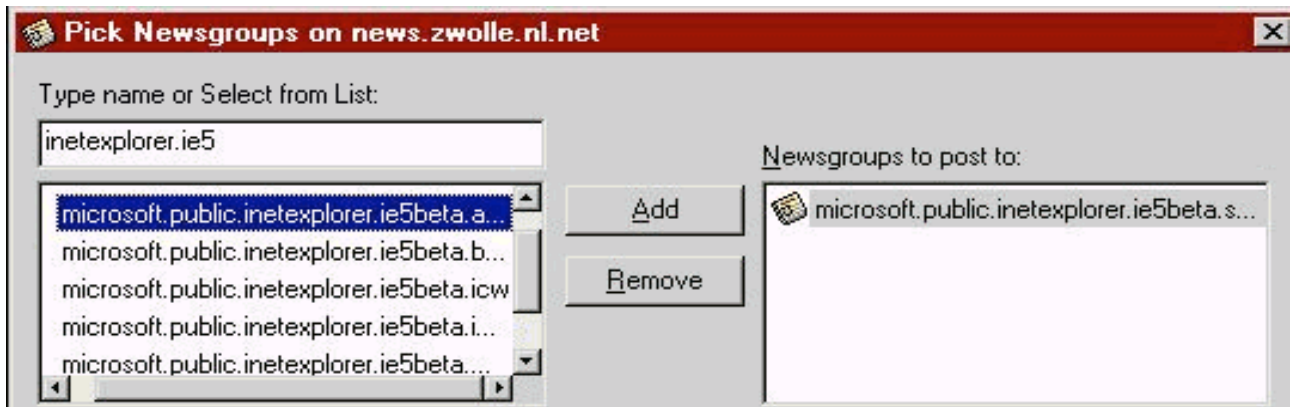 Pick Newsgroups on news.zwolle.nl.net
Type name or Select from List:
inetexplorer.ie5
microsoft.public.inetexplorer.ie5beta.a...
microsoft.public.inetexplorer.ie5beta.b...
microsoft.public.inetexplorer.ie5beta.icw
microsoft.public.inetexplorer.ie5beta.i...
microsoft.public.inetexplorer.ie5beta....
Add
Remove
Newsgroups to post to:
microsoft.public.inetexplorer.ie5beta.s...